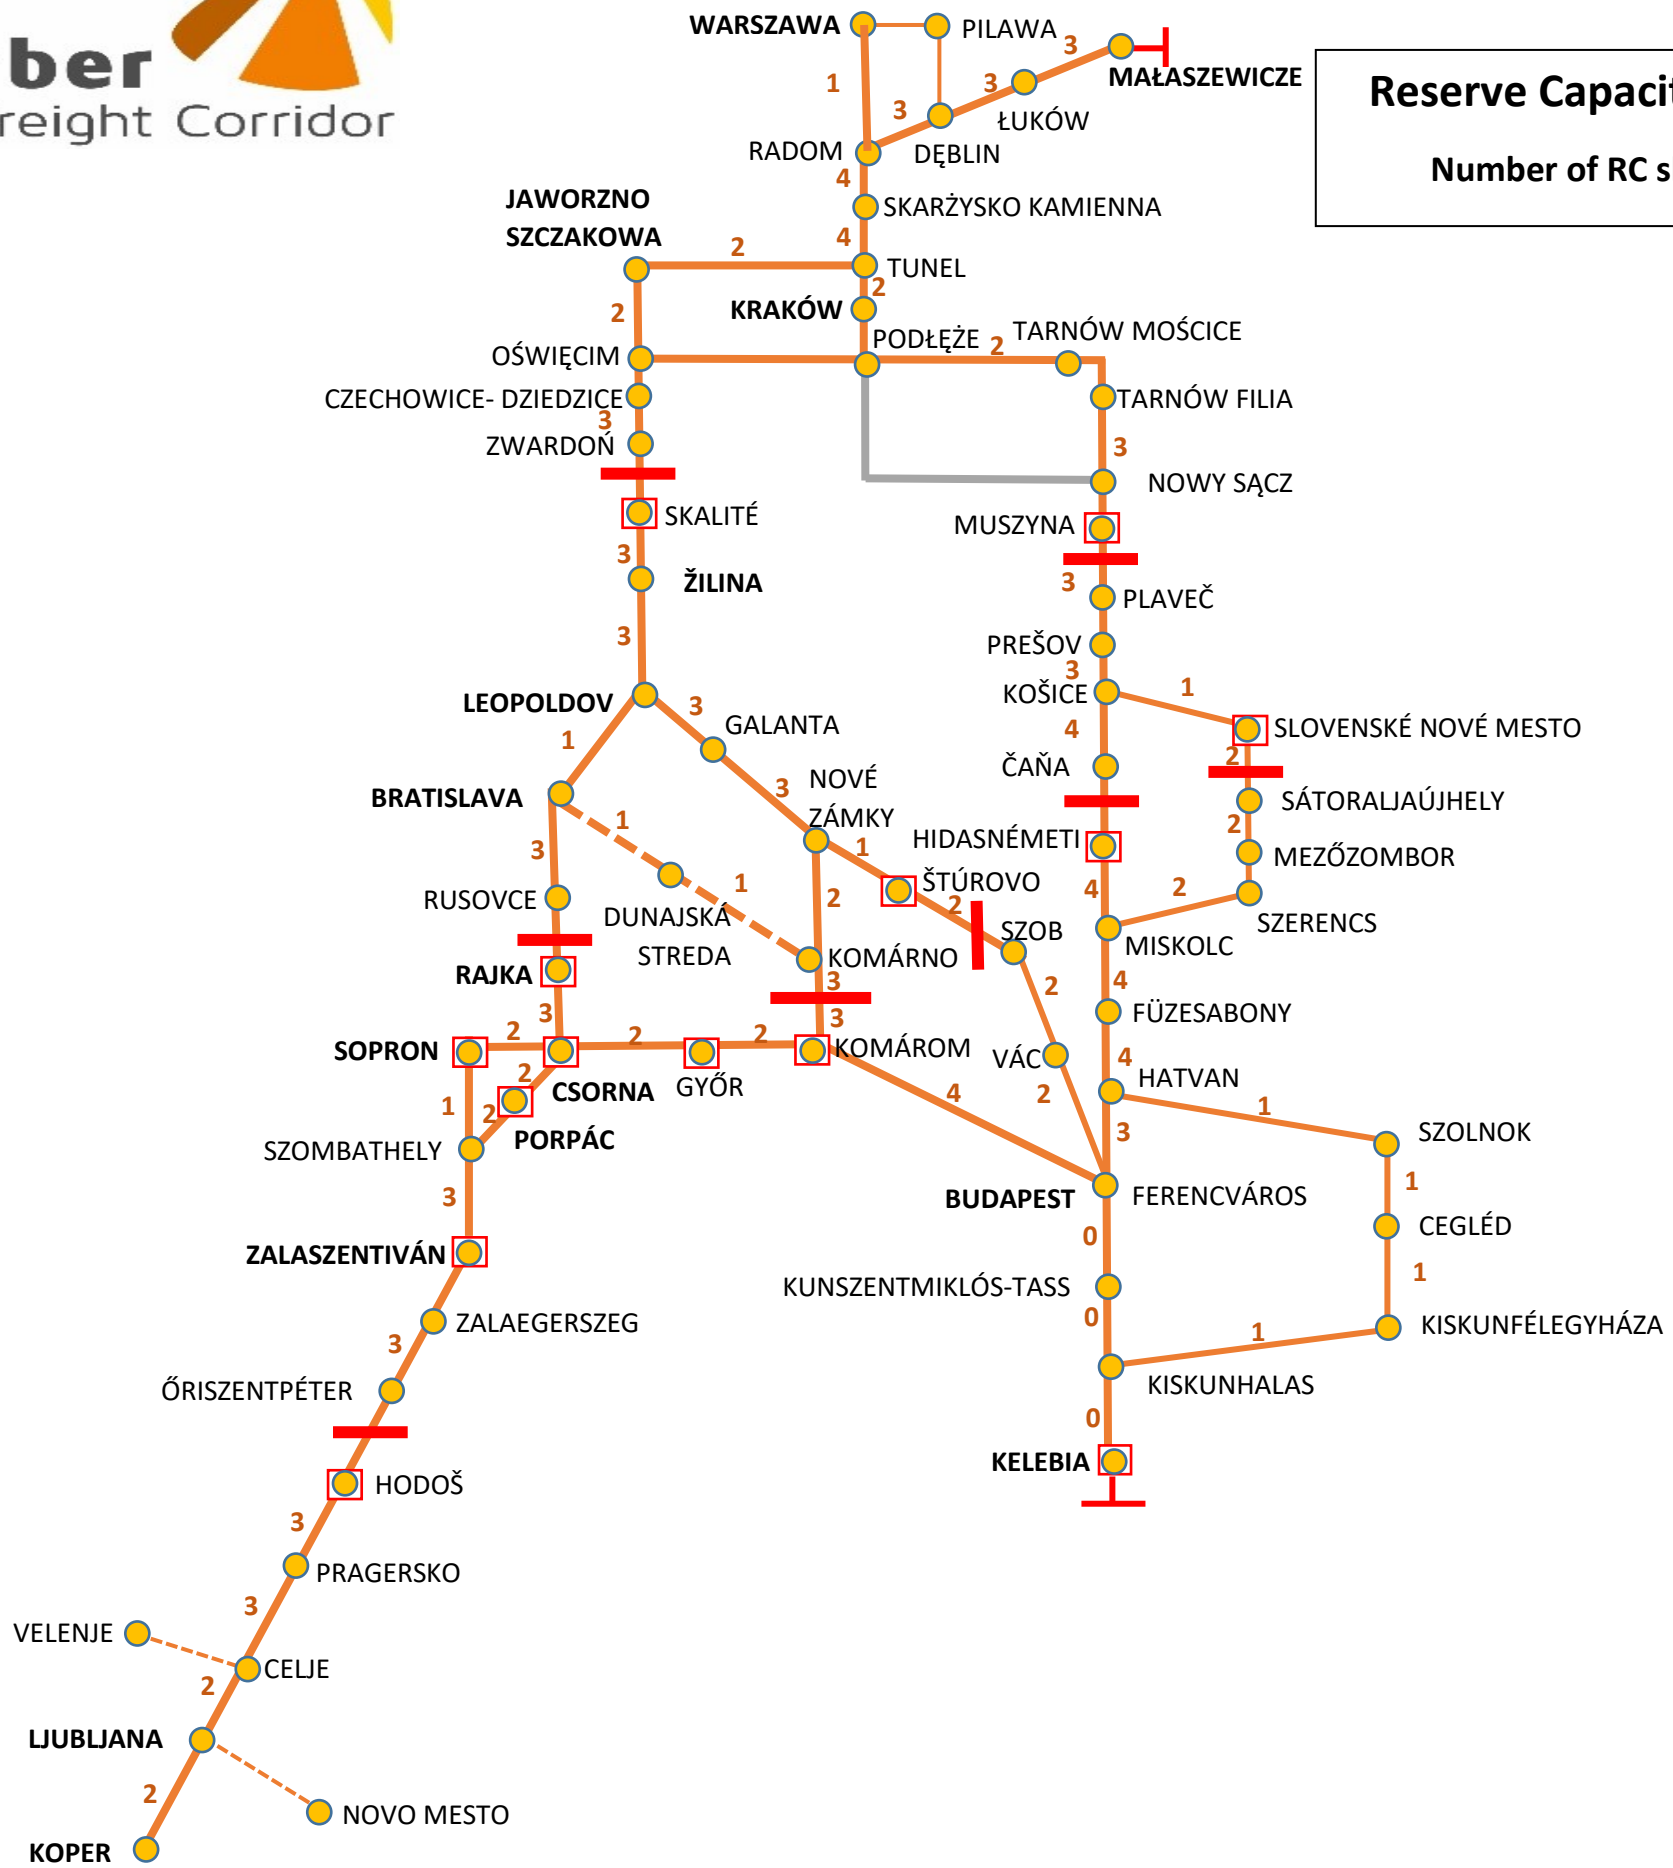 ber
reight Corridor
Reserve Capacit
Number of RC s
WARSZAWA
PILAWA
3
MAŁASZEWICZE
1
3
3
ŁUKÓW
RADOM
DĘBLIN
4
SKARŻYSKO KAMIENNA
JAWORZNO
SZCZAKOWA
2
4
TUNEL
2
2
KRAKÓW
PODŁĘŻE
2
TARNÓW MOŚCICE
OŚWIĘCIM
CZECHOWICE- DZIEDZICE
TARNÓW FILIA
3
ZWARDOŃ
3
NOWY SĄCZ
SKALITÉ
MUSZYNA
3
ŽILINA
3
PLAVEČ
3
PREŠOV
3
KOŠICE
1
LEOPOLDOV
3
GALANTA
4
SLOVENSKÉ NOVÉ MESTO
1
2
ČAŇA
BRATISLAVA
3
NOVÉ
ZÁMKY
SÁTORALJAÚJHELY
1
2
HIDASNÉMETI
3
1
MEZŐZOMBOR
RUSOVCE
1
2
ŠTÚROVO
4
2
DUNAJSKÁ
STREDA
2
SZOB
SZERENCS
MISKOLC
KOMÁRNO
RAJKA
3
2
4
3
3
FÜZESABONY
SOPRON
2
2
2
KOMÁROM
VÁC
4
2
CSORNA
GYŐR
HATVAN
1
2
4
2
1
PORPÁC
3
SZOLNOK
SZOMBATHELY
3
BUDAPEST
FERENCVÁROS
1
0
CEGLÉD
ZALASZENTIVÁN
KUNSZENTMIKLÓS-TASS
1
ZALAEGERSZEG
0
1
KISKUNFÉLEGYHÁZA
3
ŐRISZENTPÉTER
KISKUNHALAS
0
KELEBIA
HODOŠ
3
PRAGERSKO
3
VELENJE
CELJE
2
LJUBLJANA
2
NOVO MESTO
KOPER